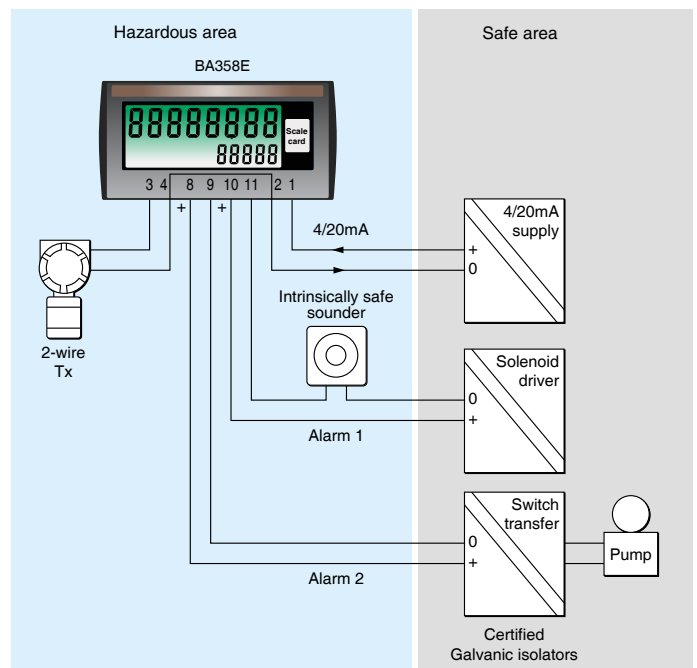 Hazardous area
Safe area
BA358E
88888888
Scale
card
88888
3 4 8 9 10 11 2 1
+ +
4/20mA
4/20mA
supply
+
0
2-wire
Tx
Intrinsically safe
sounder
Solenoid
driver
0
+
Alarm 1
Switch
transfer
0
+
Pump
Alarm 2
Certified
Galvanic isolators